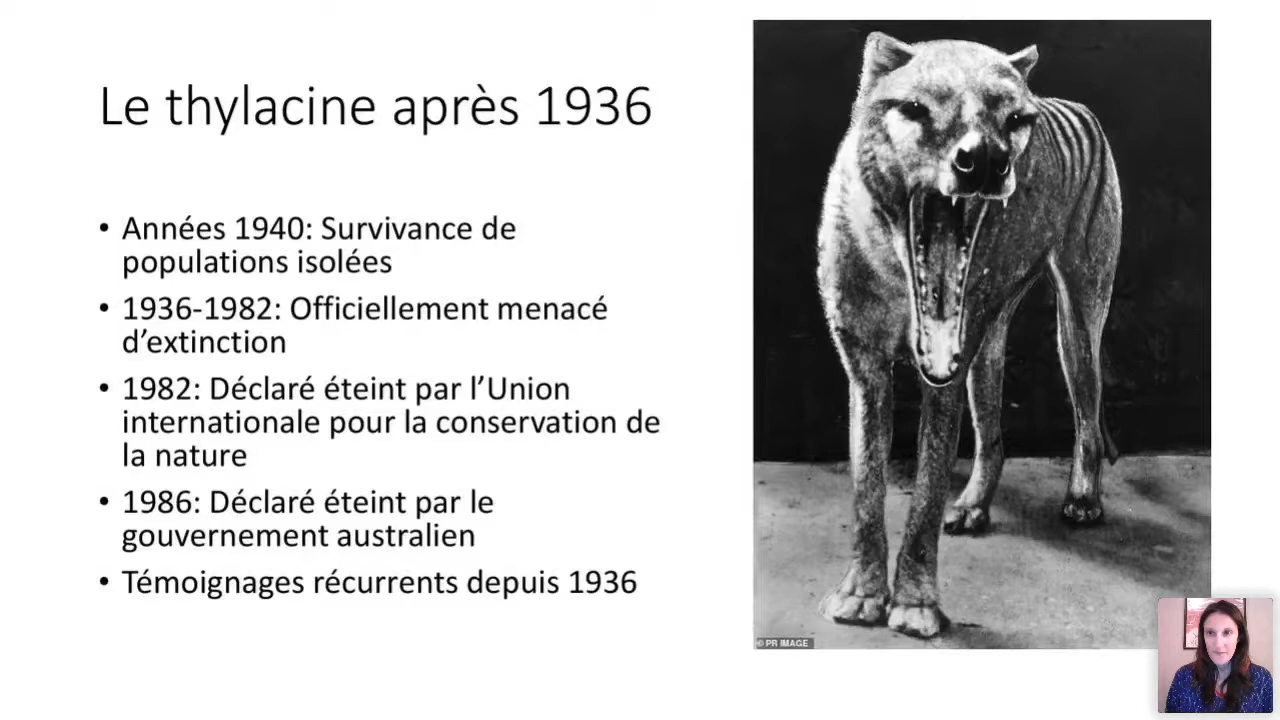 Le thylacine après 1936
• Années 1940: Survivance de
populations isolées
• 1936-1982: Officiellement menacé
d’extinction
• 1982: Déclaré éteint par l’Union
internationale pour la conservation de
la nature
• 1986: Déclaré éteint par le
gouvernement australien
• Témoignages récurrents depuis 1936
© PR IMAGE